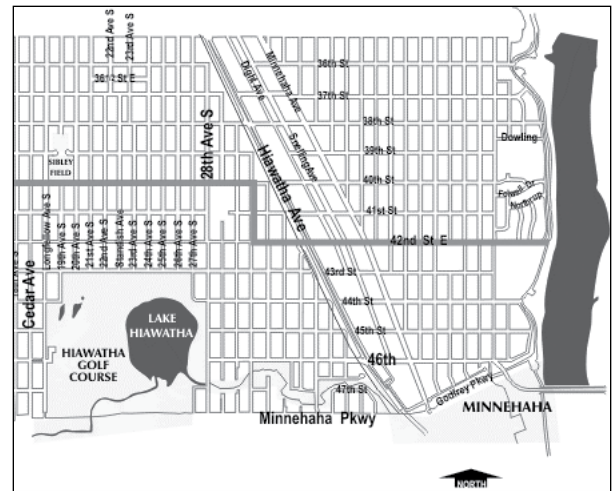 22nd Ave S
23rd Ave S
36 1/2 St E
28th Ave S
Dight Ave
Minnehaha Ave
Snelling Ave
Hiawatha Ave
36th St
37th St
38th St
39th St
40th St
41st St
42nd St E
43rd St
44th St
45th St
46th
47th St
Dowling
Folwell Dr
Northrup
SIBLEY
FIELD
Longfellow Ave S
19th Ave S
20th Ave S
21st Ave S
22nd Ave S
Standish Ave
23rd Ave S
24th Ave S
25th Ave S
26th Ave S
27th Ave S
Cedar Ave
LAKE
HIAWATHA
HIAWATHA
GOLF
COURSE
Minnehaha Pkwy
Godfrey Pkwy
MINNEHAHA
NORTH